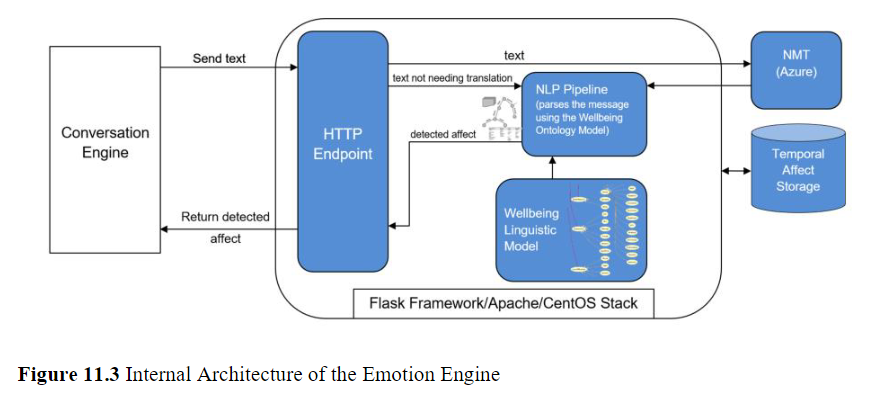 Send text
text
NMT
(Azure)
text not needing translation
NLP Pipeline
(parses the message
using the Wellbeing
Ontology Model)
Conversation
Engine
HTTP
Endpoint
detected affect
Temporal
Affect
Storage
Wellbeing
Linguistic
Model
Return detected
affect
Flask Framework/Apache/CentOS Stack
Figure 11.3 Internal Architecture of the Emotion Engine